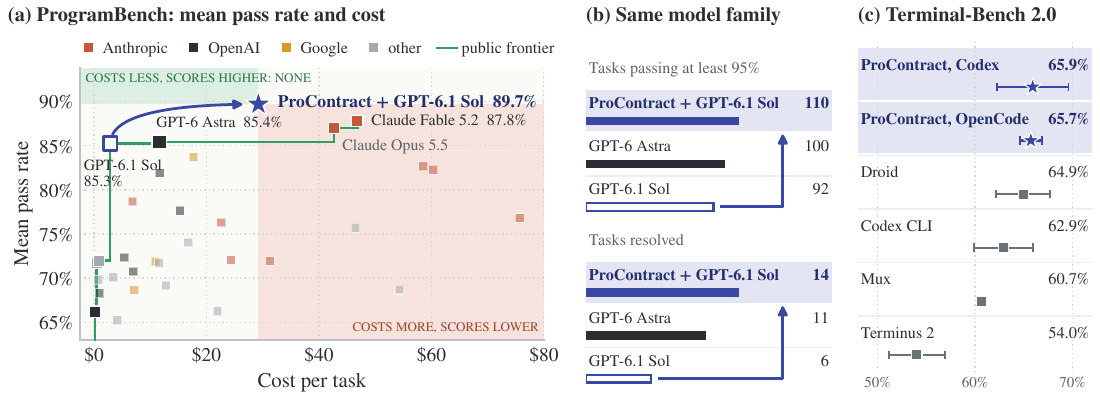 (a) ProgramBench: mean pass rate and cost
Anthropic OpenAI Google other public frontier
COSTS LESS, SCORES HIGHER: NONE
90%
85%
80%
75%
70%
65%
Mean pass rate
ProContract + GPT-6.1 Sol 89.7%
GPT-6 Astra 85.4%
Claude Fable 5.2 87.8%
Claude Opus 5.5
GPT-6.1 Sol
85.3%
COSTS MORE, SCORES LOWER
$0 $20 $40 $60 $80
Cost per task
(b) Same model family
Tasks passing at least 95%
ProContract + GPT-6.1 Sol 110
GPT-6 Astra 100
GPT-6.1 Sol 92
Tasks resolved
ProContract + GPT-6.1 Sol 14
GPT-6 Astra 11
GPT-6.1 Sol 6
(c) Terminal-Bench 2.0
ProContract, Codex 65.9%
ProContract, OpenCode 65.7%
Droid 64.9%
Codex CLI 62.9%
Mux 60.7%
Terminus 2 54.0%
50% 60% 70%